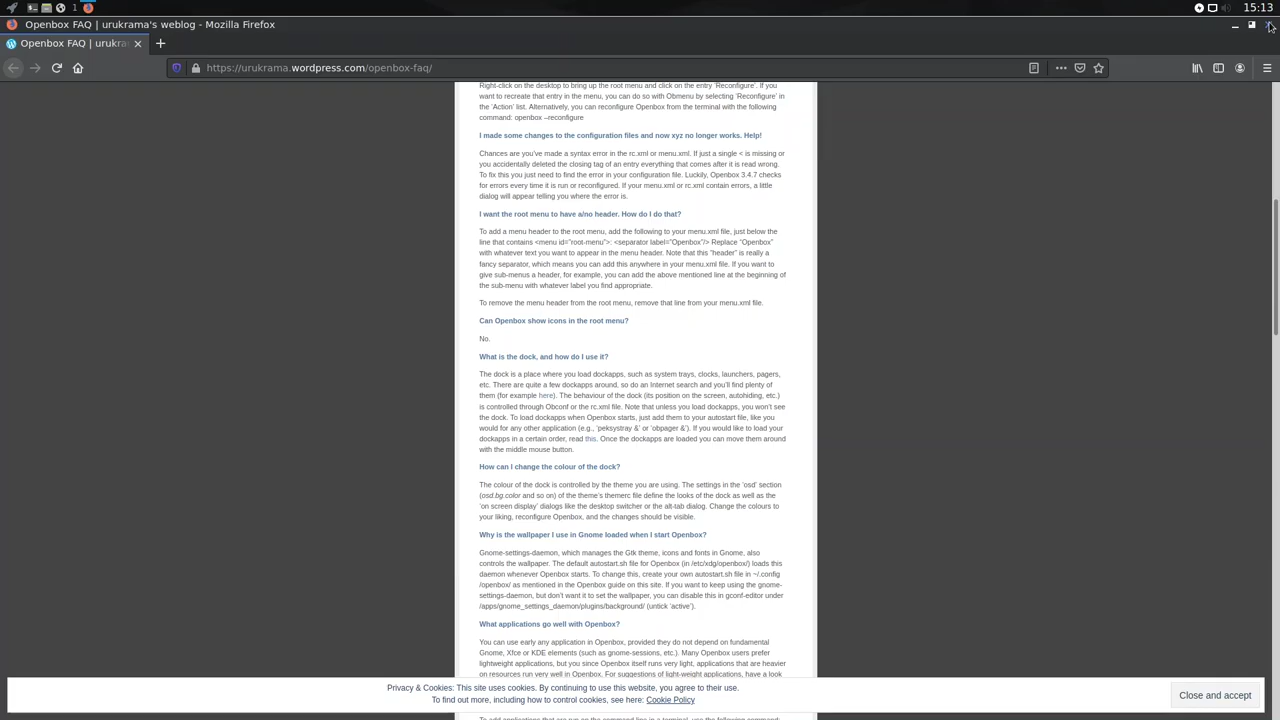 15:13
urukrama's weblog - Mozilla
https://urukrama.wordpress.com/openbox-faq/
Right-click on the desktop to bring up the root menu and click on the entry ‘Reconfigure’. If you
want to recreate that entry in the menu, you can do so with Obmenu by selecting ‘Reconfigure’ in
the ‘Action’ list. Alternatively, you can reconfigure Openbox from the terminal with the following
command: openbox –reconfigure
I made some changes to the configuration files and now xyz no longer works. Help!
Chances are you’ve made a syntax error in the rc.xml or menu.xml. If just a single < is missing or
you accidentally deleted the closing tag of an entry everything that comes after it is read wrong.
To fix this you just need to find the error in your configuration file. Luckily, Openbox 3.4.7 checks
for errors every time it is run or reconfigured. If your menu.xml or rc.xml contain errors, a little
dialog will appear telling you where the error is.
I want the root menu to have a/no header. How do I do that?
To add a menu header to the root menu, add the following to your menu.xml file, just below the
line that contains <menu id=”root-menu”>: <separator label=”Openbox”/> Replace “Openbox”
with whatever text you want to appear in the menu header. Note that this “header” is really a
fancy separator, which means you can add this anywhere in your menu.xml file. If you want to
give sub-menus a header, for example, you can add the above mentioned line at the beginning of
the sub-menu with whatever label you find appropriate.
To remove the menu header from the root menu, remove that line from your menu.xml file.
Can Openbox show icons in the root menu?
No.
What is the dock, and how do I use it?
The dock is a place where you load dockapps, such as system trays, clocks, launchers, pagers,
etc. There are quite a few dockapps around, so do an Internet search and you’ll find plenty of
them (for example here). The behaviour of the dock (its position on the screen, autohiding, etc.)
is controlled through Obconf or the rc.xml file. Note that unless you load dockapps, you won’t see
the dock. To load dockapps when Openbox starts, just add them to your autostart file, like you
would for any other application (e.g., ‘peksystray &’ or ‘obpager &’). If you would like to load your
dockapps in a certain order, read this. Once the dockapps are loaded you can move them around
with the middle mouse button.
How can I change the colour of the dock?
The colour of the dock is controlled by the theme you are using. The settings in the ‘osd’ section
(osd.bg.color and so on) of the theme’s themerc file define the looks of the dock as well as the
‘on screen display’ dialogs like the desktop switcher or the alt-tab dialog. Change the colours to
your liking, reconfigure Openbox, and the changes should be visible.
Why is the wallpaper I use in Gnome loaded when I start Openbox?
Gnome-settings-daemon, which manages the Gtk theme, icons and fonts in Gnome, also
controls the wallpaper. The default autostart.sh file for Openbox (in /etc/xdg/openbox/) loads this
daemon whenever Openbox starts. To change this, create your own autostart.sh file in ~/.config
/openbox/ as mentioned in the Openbox guide on this site. If you want to keep using the gnome-
settings-daemon, but don’t want it to set the wallpaper, you can disable this in gconf-editor under
/apps/gnome_settings_daemon/plugins/background/ (untick ‘active’).
What applications go well with Openbox?
You can use early any application in Openbox, provided they do not depend on fundamental
Gnome, Xfce or KDE elements (such as gnome-sessions, etc.). Many Openbox users prefer
lightweight applications, but you since Openbox itself runs very light, applications that are heavier
on resources run very well in Openbox. For suggestions of light-weight applications, have a look
Privacy & Cookies: This site uses cookies. By continuing to use this website, you agree to their use.
To find out more, including how to control cookies, see here: Cookie Policy
Close and accept
To add applications that are run on the command line in a terminal, use the following command: